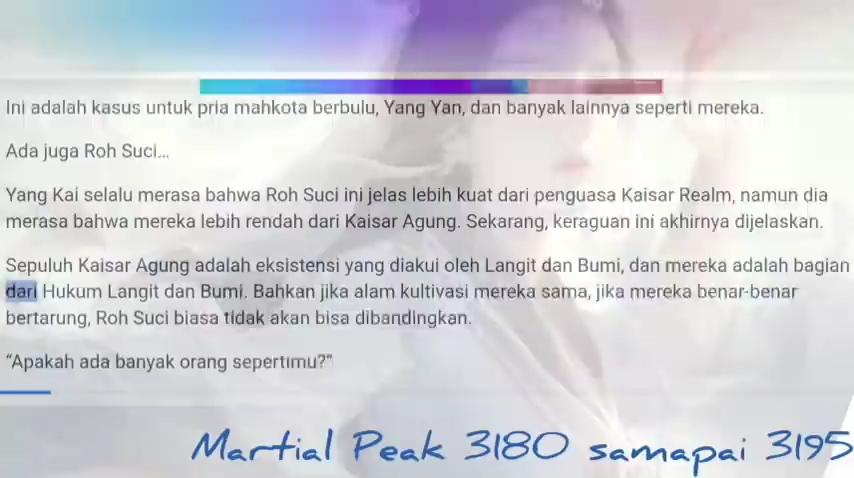 Ini adalah kasus untuk pria mahkota berbulu, Yang Yan, dan banyak lainnya seperti mereka.
Ada juga Roh Suci...
Yang Kai selalu merasa bahwa Roh Suci ini jelas lebih kuat dari penguasa Kaisar Realm, namun dia
merasa bahwa mereka lebih rendah dari Kaisar Agung. Sekarang, keraguan ini akhirnya dijelaskan.
Sepuluh Kaisar Agung adalah eksistensi yang diakui oleh Langit dan Bumi, dan mereka adalah bagian
dari Hukum Langit dan Bumi. Bahkan jika alam kultivasi mereka sama, jika mereka benar-benar
bertarung, Roh Suci biasa tidak akan bisa dibandingkan.
“Apakah ada banyak orang sepertimu?”
Martial Peak 3180 samapai 3195